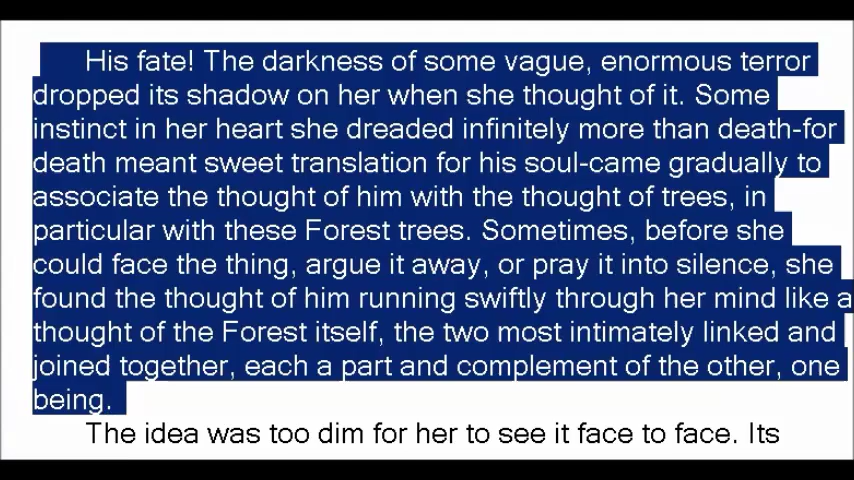 His fate! The darkness of some vague, enormous terror
dropped its shadow on her when she thought of it. Some
instinct in her heart she dreaded infinitely more than death-for
death meant sweet translation for his soul-came gradually to
associate the thought of him with the thought of trees, in
particular with these Forest trees. Sometimes, before she
could face the thing, argue it away, or pray it into silence, she
found the thought of him running swiftly through her mind like a
thought of the Forest itself, the two most intimately linked and
joined together, each a part and complement of the other, one
being.
The idea was too dim for her to see it face to face. Its